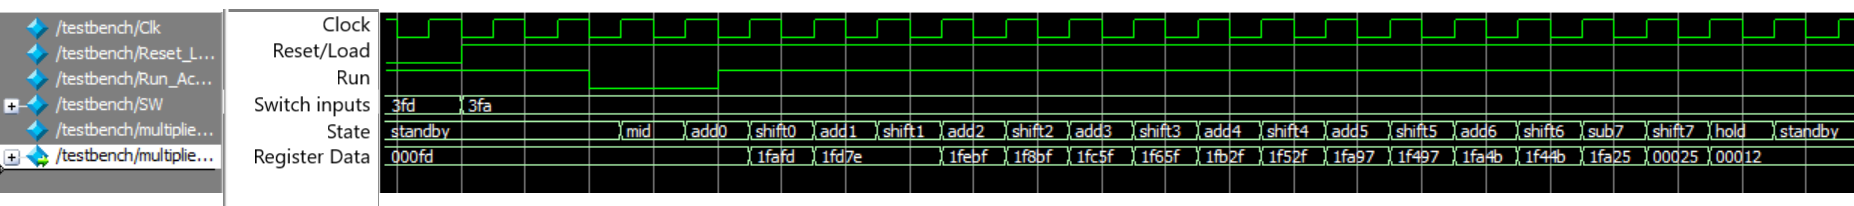 /testbench/Clk Clock
/testbench/Reset_L... Reset/Load
/testbench/Run_Ac... Run
/testbench/SW Switch inputs 3fd 3fa
/testbench/multiplie... State standby mid add0 shift0 add1 shift1 add2 shift2 add3 shift3 add4 shift4 add5 shift5 add6 shift6 sub7 shift7 hold standby
/testbench/multiplie... Register Data 000fd 1fafd 1fd7e 1febf 1f8bf 1fc5f 1f65f 1fb2f 1f52f 1fa97 1f497 1fa4b 1f44b 1fa25 00025 00012